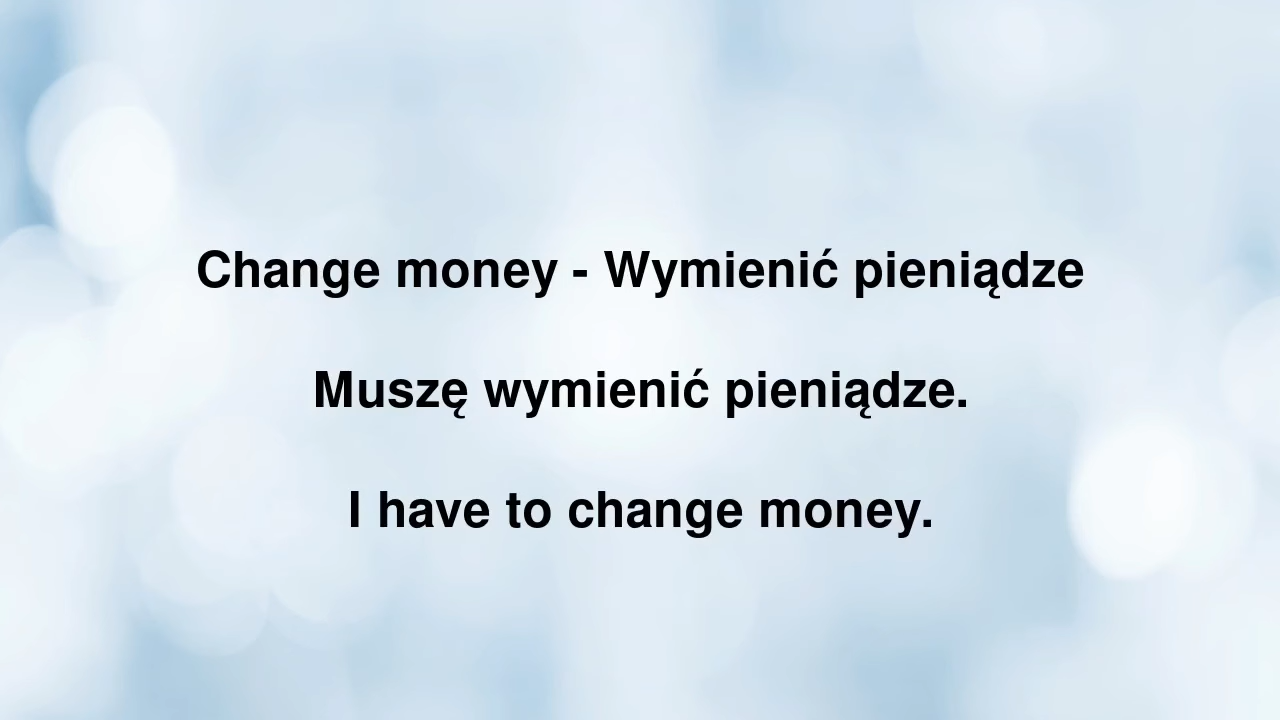 Change money - Wymienić pieniądze
Muszę wymienić pieniądze.
I have to change money.